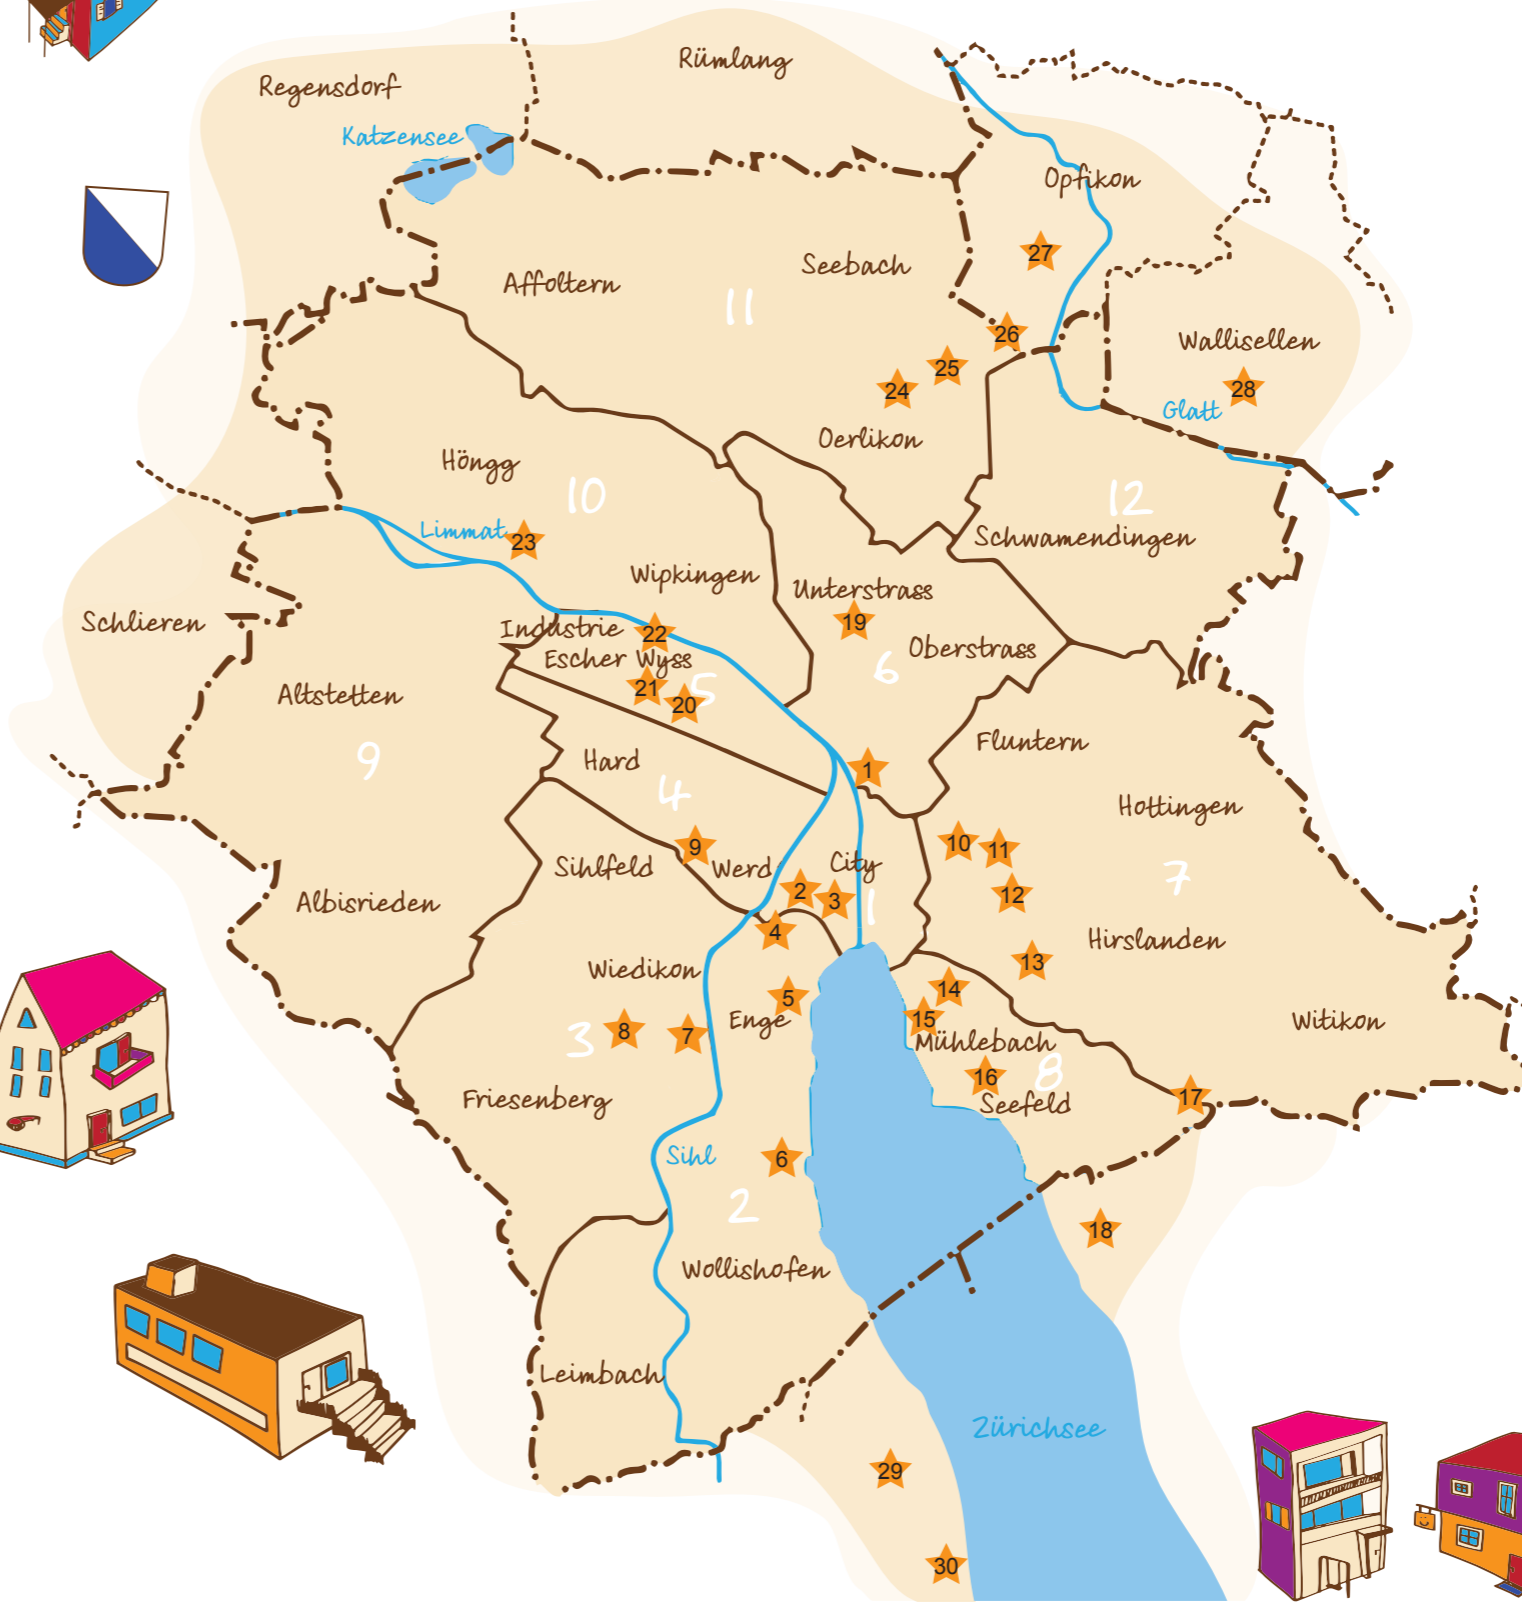 Rümlang
Regensdorf
Katzensee
Opfikon
27
Seebach
Affoltern
11
26
Wallisellen
25
24
28
Glatt
Oerlikon
Höngg
10
12
Limmat
23
Schwamendingen
Wipkingen
Unterstrass
19
Schlieren
Industrie
22
Oberstrass
Escher Wyss
6
21
5
20
Altstetten
Fluntern
Hard
9
1
4
Hottingen
10
11
9
City
Sihlfeld
Werd
7
2
3
12
1
Albisrieden
4
Hirslanden
13
Wiedikon
14
5
Enge
15
Witikon
8
7
3
Mühlebach
8
16
17
Friesenberg
Seefeld
Sihl
6
2
18
Wollishofen
Leimbach
Zürichsee
29
30